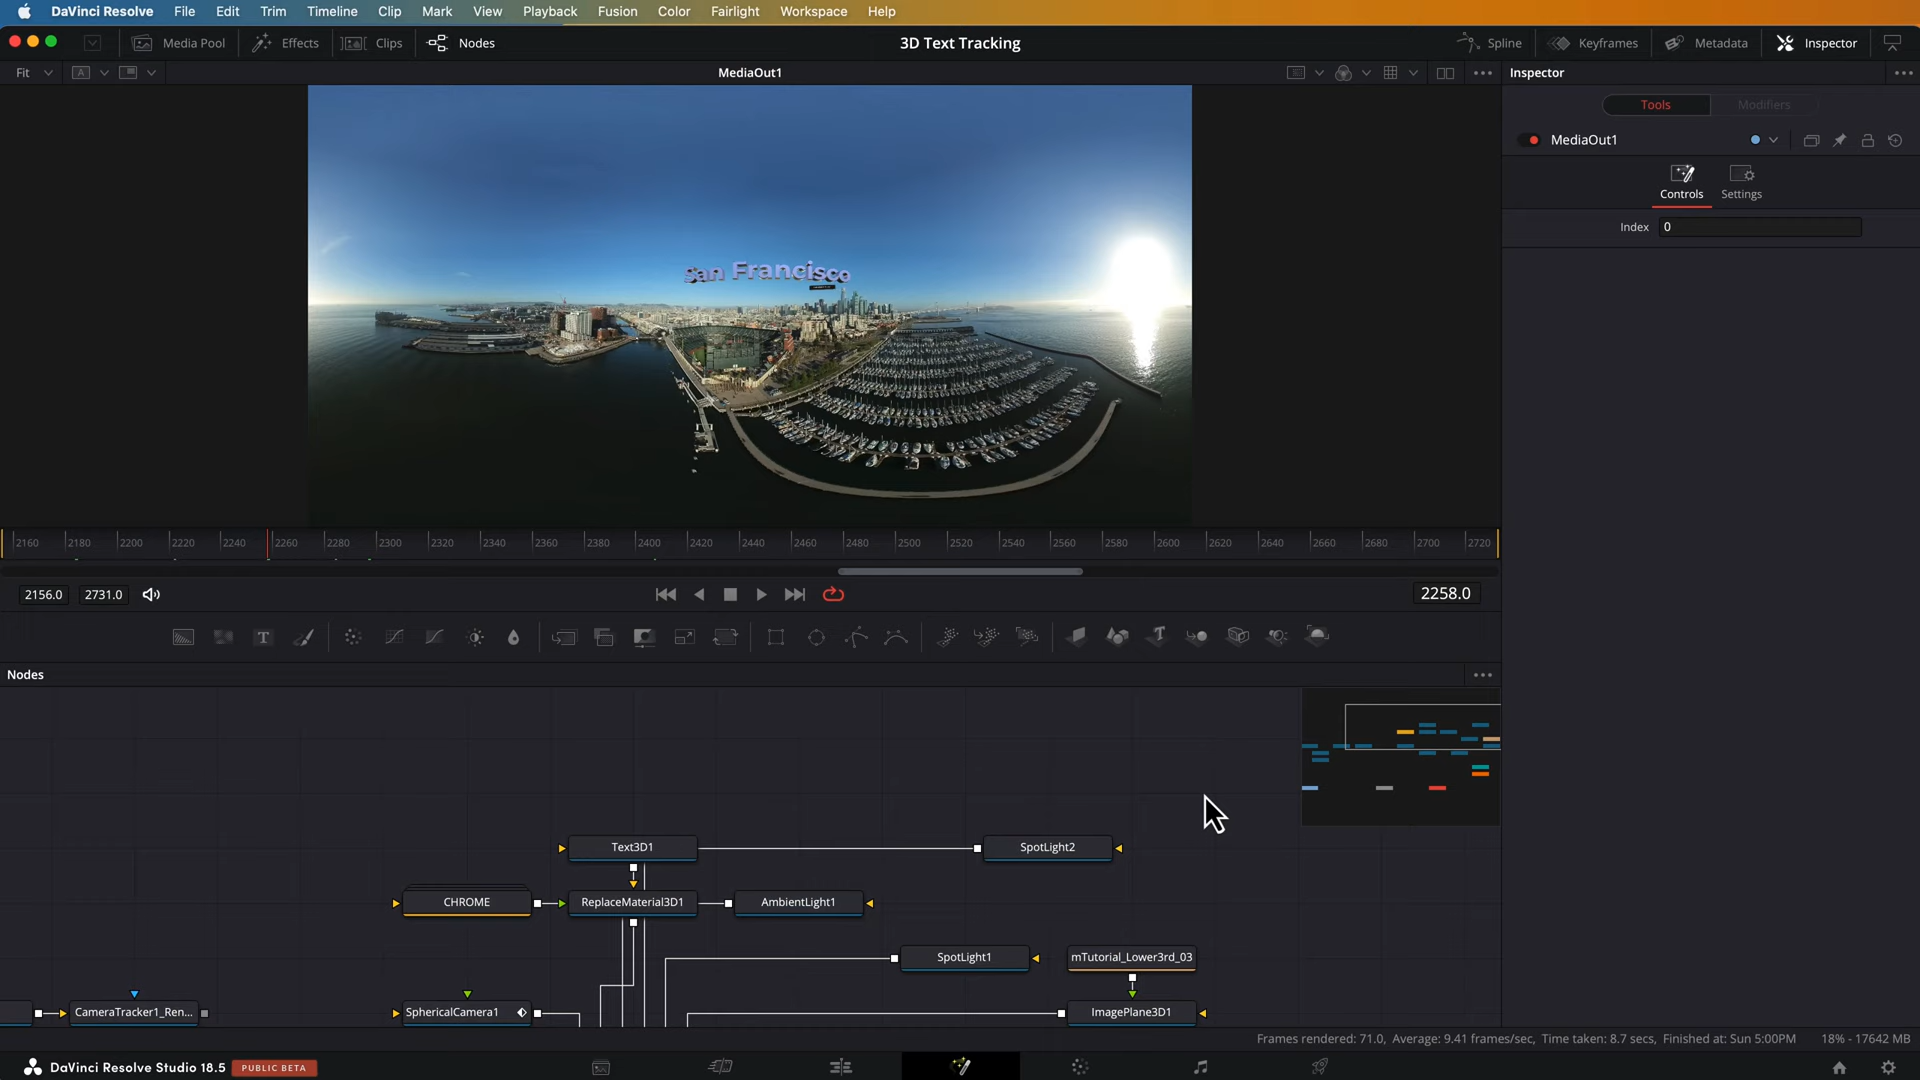 DaVinci Resolve File Edit Trim Timeline Clip Mark View Playback Fusion Color Fairlight Workspace Help
Media Pool Effects Clips Nodes 3D Text Tracking Spline Keyframes Metadata Inspector
Fit A MediaOut1 Inspector
Tools Modifiers
MediaOut1
Controls Settings
Index 0
San Francisco
2160 2180 2200 2220 2240 2260 2280 2300 2320 2340 2360 2380 2400 2420 2440 2460 2480 2500 2520 2540 2560 2580 2600 2620 2640 2660 2680 2700 2720
2156.0 2731.0 2258.0
T T
Nodes
Text3D1 SpotLight2
CHROME ReplaceMaterial3D1 AmbientLight1
SpotLight1 mTutorial_Lower3rd_03
CameraTracker1_Ren... SphericalCamera1 ImagePlane3D1
Frames rendered: 71.0, Average: 9.41 frames/sec, Time taken: 8.7 secs, Finished at: Sun 5:00PM 18% - 17642 MB
DaVinci Resolve Studio 18.5 PUBLIC BETA